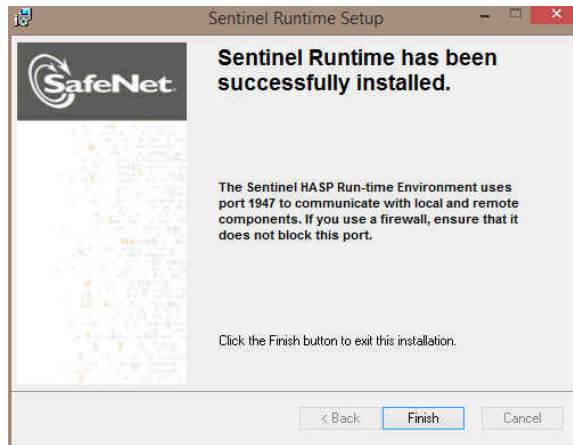 Sentinel Runtime Setup
SafeNet.
Sentinel Runtime has been
successfully installed.
The Sentinel HASP Run-time Environment uses
port 1947 to communicate with local and remote
components. If you use a firewall, ensure that it
does not block this port.
Click the Finish button to exit this installation.
< Back
Finish
Cancel